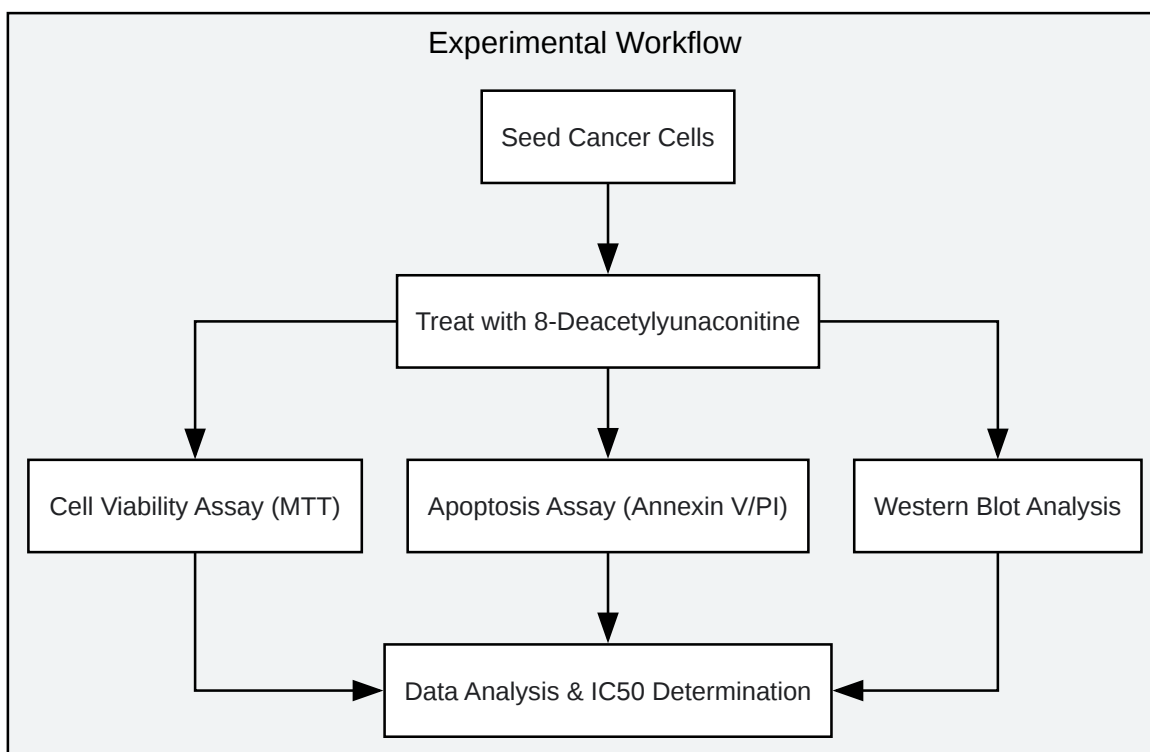 Experimental Workflow
Seed Cancer Cells
Treat with 8-Deacetylyunaconitine
Cell Viability Assay (MTT)
Apoptosis Assay (Annexin V/PI)
Western Blot Analysis
Data Analysis & IC50 Determination